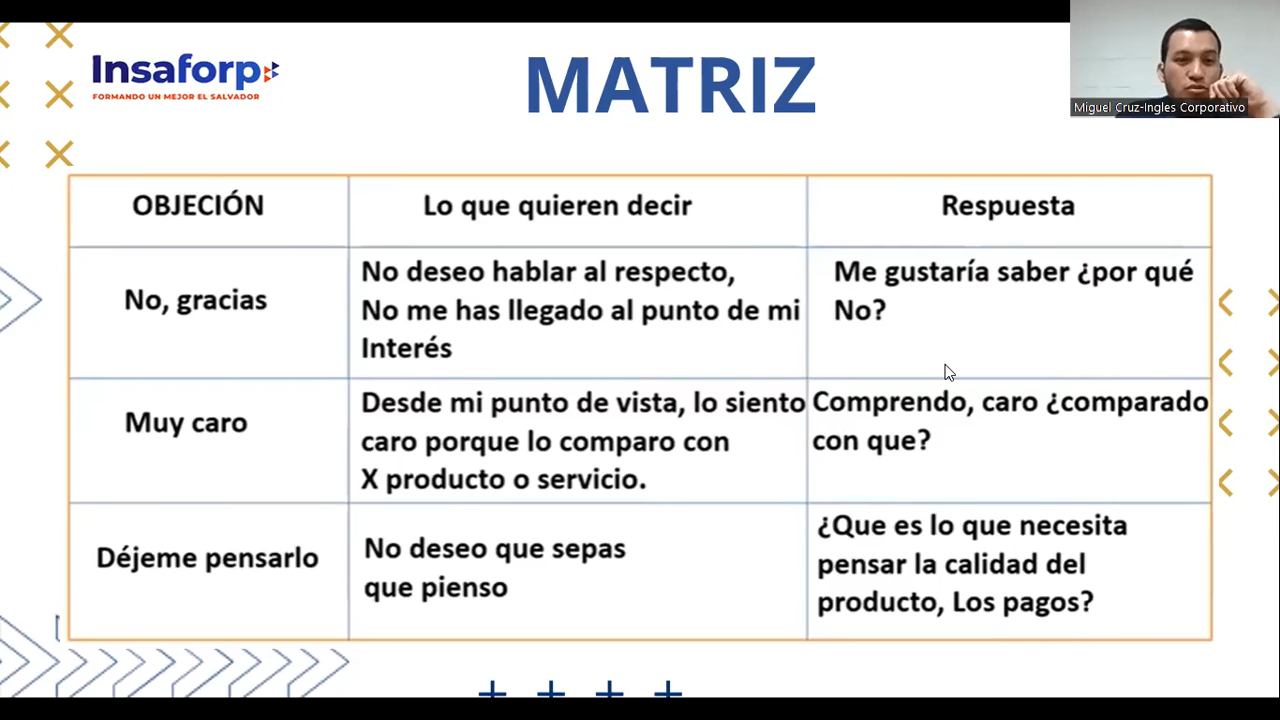 Insaforp
FORMANDO UN MEJOR EL SALVADOR
MATRIZ
Miguel Cruz-Ingles Corporativo
OBJECIÓN
Lo que quieren decir
Respuesta
No, gracias
No deseo hablar al respecto,
No me has llegado al punto de mi
Interés
Me gustaría saber ¿por qué
No?
Muy caro
Desde mi punto de vista, lo siento
caro porque lo comparo con
X producto o servicio.
Comprendo, caro ¿comparado
con que?
Déjeme pensarlo
No deseo que sepas
que pienso
¿Que es lo que necesita
pensar la calidad del
producto, Los pagos?